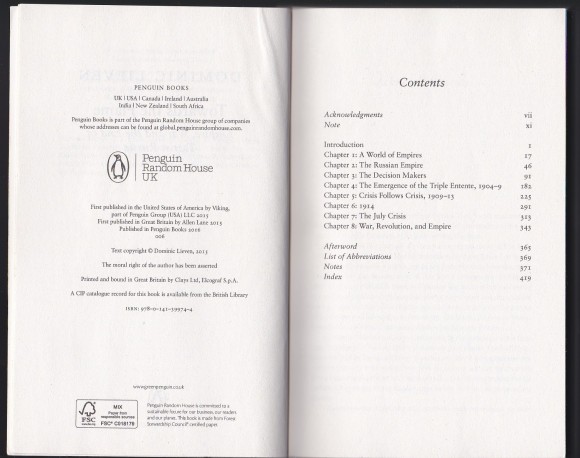 PENGUIN BOOKS
UK | USA | Canada | Ireland | Australia
India | New Zealand | South Africa
Penguin Books is part of the Penguin Random House group of companies
whose addresses can be found at global.penguinrandomhouse.com.
Penguin
Random House
UK
First published in the United States of America by Viking,
part of Penguin Group (USA) LLC 2015
First published in Great Britain by Allen Lane 2015
Published in Penguin Books 2016
006
Text copyright © Dominic Lieven, 2015
The moral right of the author has been asserted
Printed and bound in Great Britain by Clays Ltd, Elcograf S.p.A.
A CIP catalogue record for this book is available from the British Library
ISBN: 978-0-141-39974-4
www.greenpenguin.co.uk
FSC
www.fsc.org
MIX
Paper from
responsible sources
FSC® C018179
Penguin Random House is committed to a
sustainable future for our business, our readers
and our planet. This book is made from Forest
Stewardship Council® certified paper.
Contents
Acknowledgments vii
Note xi
Introduction 1
Chapter 1: A World of Empires 17
Chapter 2: The Russian Empire 46
Chapter 3: The Decision Makers 91
Chapter 4: The Emergence of the Triple Entente, 1904–9 182
Chapter 5: Crisis Follows Crisis, 1909–13 225
Chapter 6: 1914 291
Chapter 7: The July Crisis 313
Chapter 8: War, Revolution, and Empire 343
Afterword 365
List of Abbreviations 369
Notes 371
Index 419